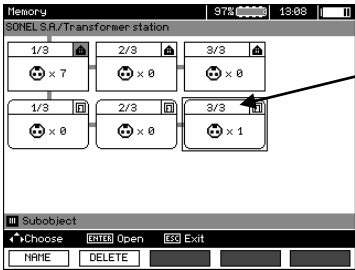 Memory 97% 13:08
SONEL S.A./Transformer station
1/3 2/3 3/3
× 7 × 0 × 0
1/3 2/3 3/3
× 0 × 0 × 1
Subobject
Choose ENTER Open ESC Exit
NAME DELETE